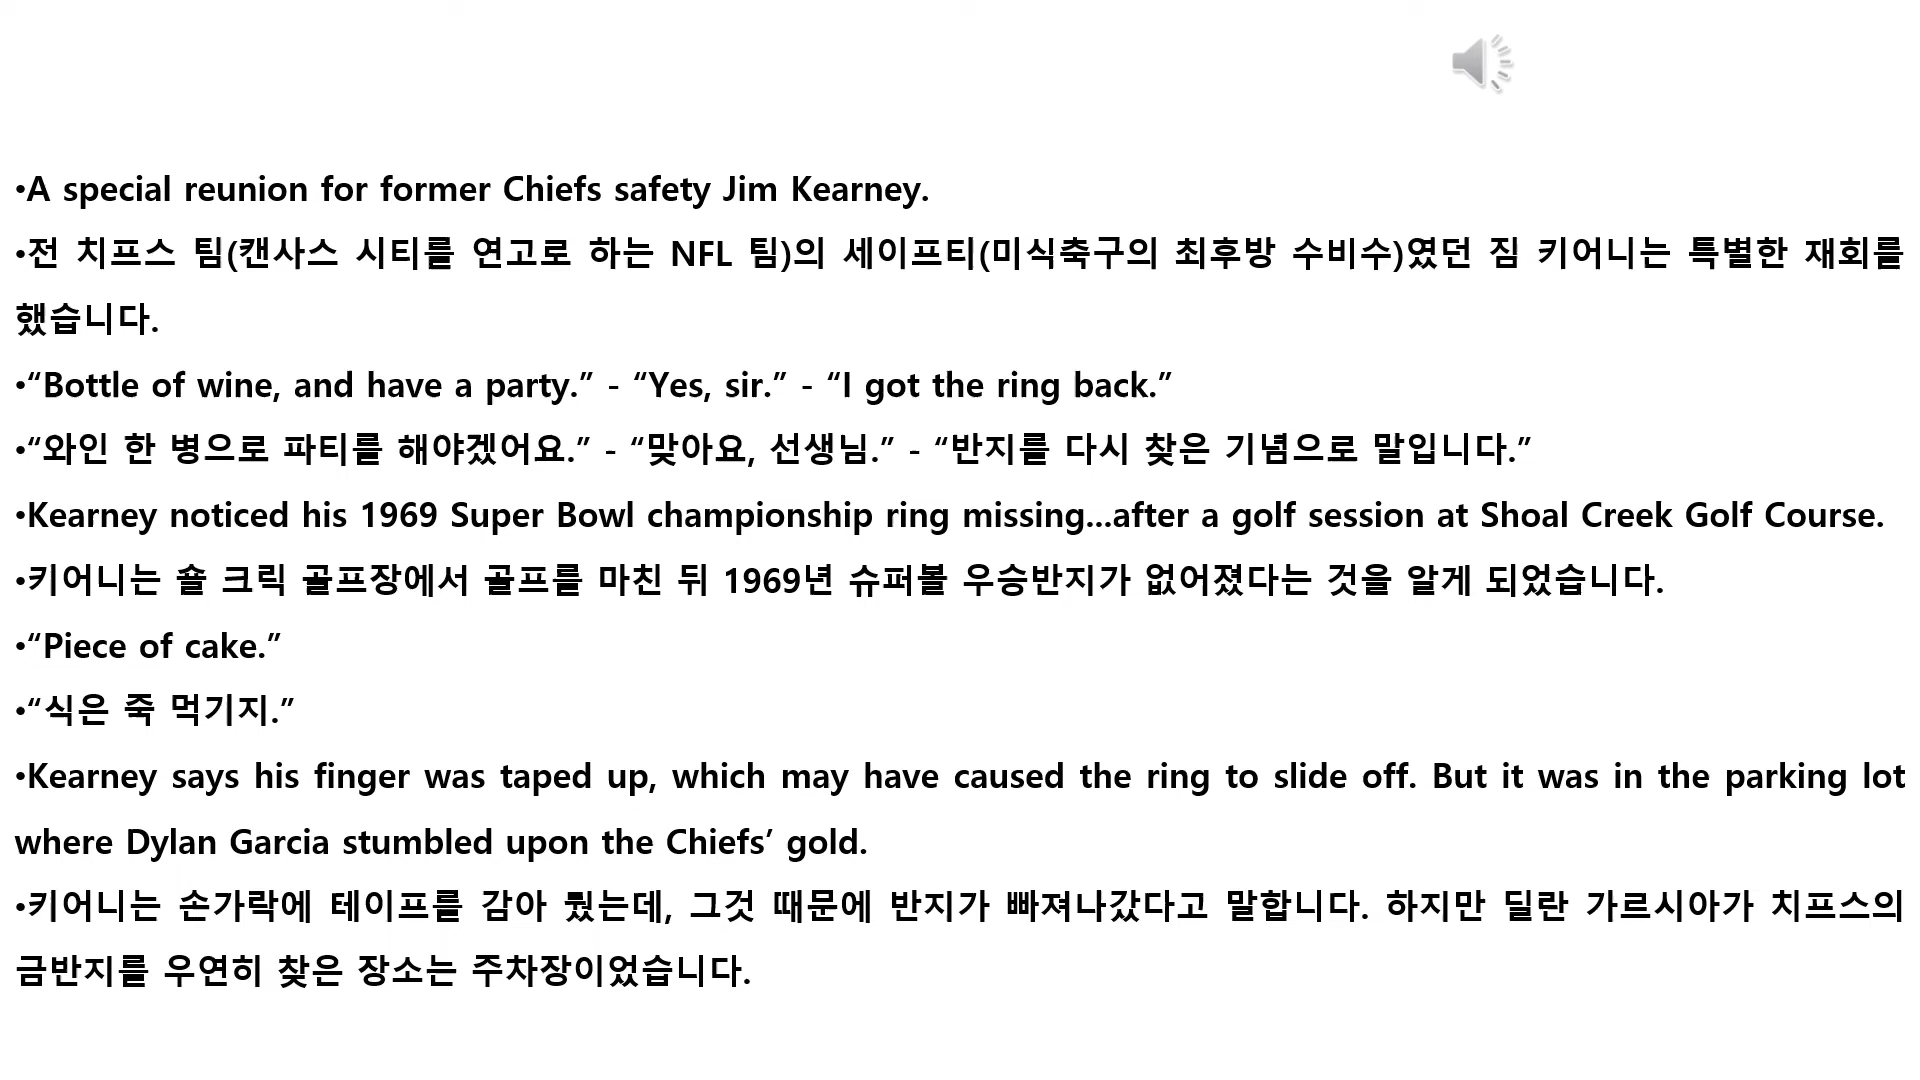 •A special reunion for former Chiefs safety Jim Kearney.
•전 치프스 팀(캔사스 시티를 연고로 하는 NFL 팀)의 세이프티(미식축구의 최후방 수비수)였던 짐 키어니는 특별한 재회를
했습니다.
•“Bottle of wine, and have a party.” - “Yes, sir.” - “I got the ring back.”
•“와인 한 병으로 파티를 해야겠어요.” - “맞아요, 선생님.” - “반지를 다시 찾은 기념으로 말입니다.”
•Kearney noticed his 1969 Super Bowl championship ring missing...after a golf session at Shoal Creek Golf Course.
•키어니는 숄 크릭 골프장에서 골프를 마친 뒤 1969년 슈퍼볼 우승반지가 없어졌다는 것을 알게 되었습니다.
•“Piece of cake.”
•“식은 죽 먹기지.”
•Kearney says his finger was taped up, which may have caused the ring to slide off. But it was in the parking lot
where Dylan Garcia stumbled upon the Chiefs’ gold.
•키어니는 손가락에 테이프를 감아 뒀는데, 그것 때문에 반지가 빠져나갔다고 말합니다. 하지만 딜란 가르시아가 치프스의
금반지를 우연히 찾은 장소는 주차장이었습니다.